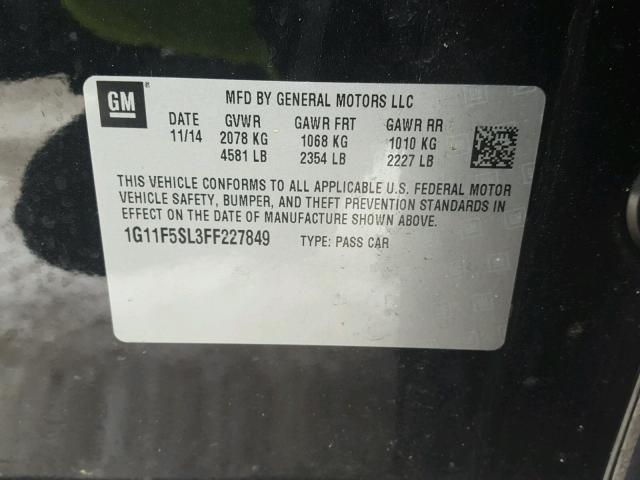 GM
MFD BY GENERAL MOTORS LLC
DATE GVWR GAWR FRT GAWR RR
11/14 2078 KG 1068 KG 1010 KG
4581 LB 2354 LB 2227 LB
THIS VEHICLE CONFORMS TO ALL APPLICABLE U.S. FEDERAL MOTOR
VEHICLE SAFETY, BUMPER, AND THEFT PREVENTION STANDARDS IN
EFFECT ON THE DATE OF MANUFACTURE SHOWN ABOVE.
1G11F5SL3FF227849 TYPE: PASS CAR